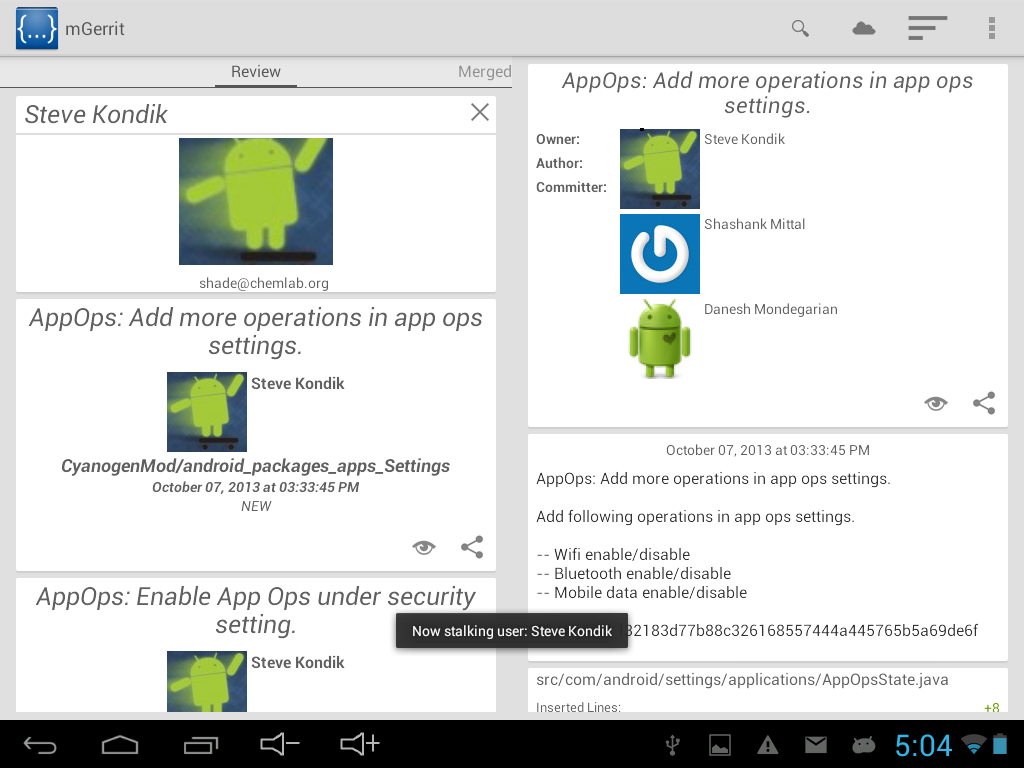 mGerrit
Review
Merged
Steve Kondik
shade@chemlab.org
AppOps: Add more operations in app ops
settings.
Steve Kondik
CyanogenMod/android_packages_apps_Settings
October 07, 2013 at 03:33:45 PM
NEW
AppOps: Enable App Ops under security
setting.
Steve Kondik
AppOps: Add more operations in app ops
settings.
Owner:
Steve Kondik
Author:
Committer:
Shashank Mittal
Danesh Mondegarian
October 07, 2013 at 03:33:45 PM
AppOps: Add more operations in app ops settings.
Add following operations in app ops settings.
-- Wifi enable/disable
-- Bluetooth enable/disable
-- Mobile data enable/disable
Now stalking user: Steve Kondik
32183d77b88c326168557444a445765b5a69de6f
src/com/android/settings/applications/AppOpsState.java
Inserted Lines:
+8
5:04